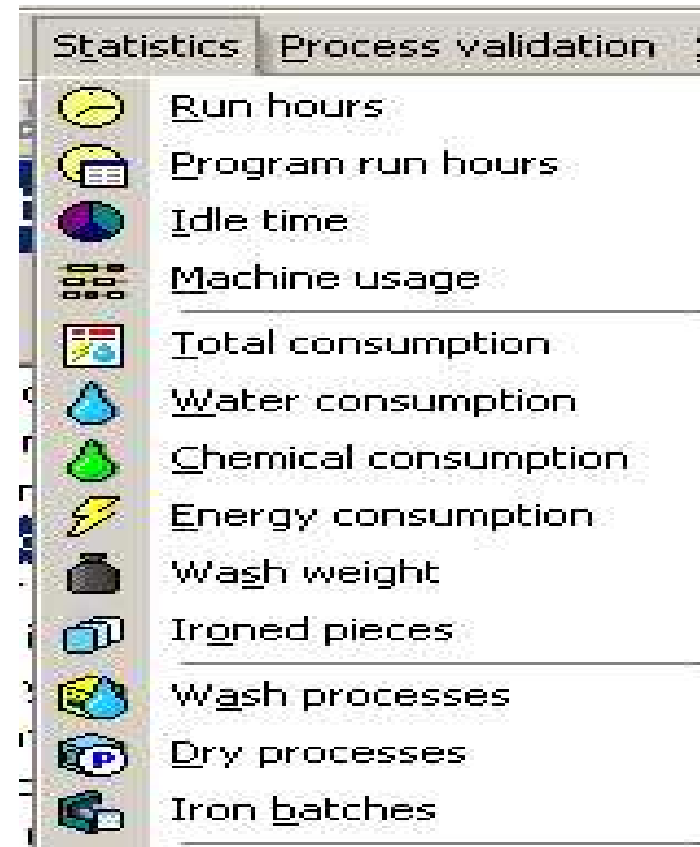 Statistics Process validation
Run hours
Program run hours
Idle time
Machine usage
Total consumption
Water consumption
Chemical consumption
Energy consumption
Wash weight
Ironed pieces
Wash processes
Dry processes
P
Iron batches